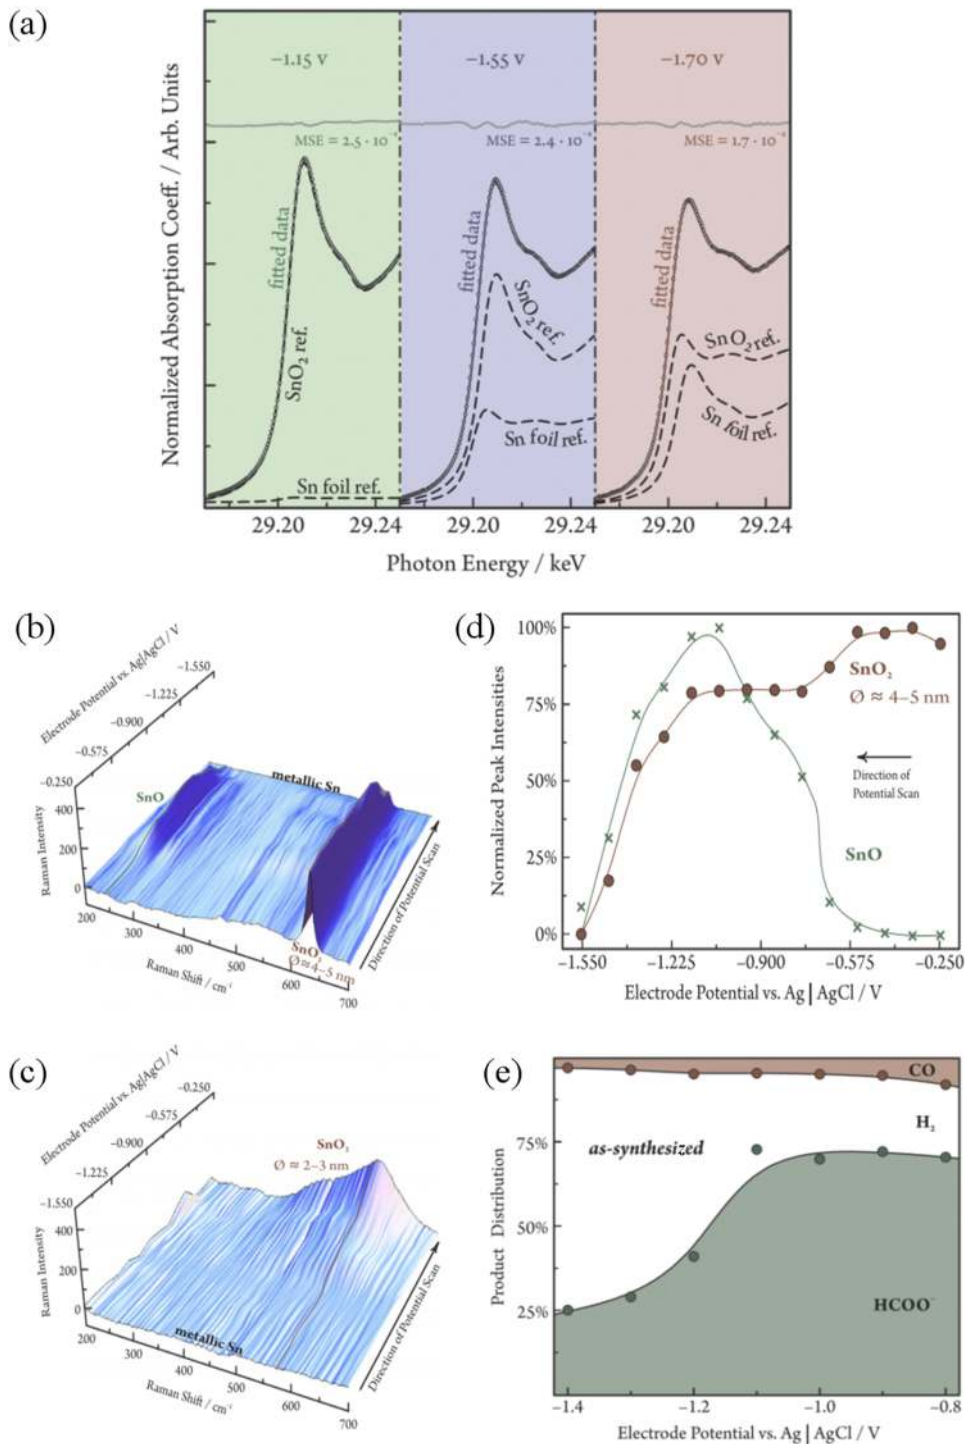 (a)
−1.15 V
−1.55 V
−1.70 V
MSE = 2.5 · 10
MSE = 2.4 · 10
MSE = 1.7 · 10
Normalized Absorption Coeff. / Arb. Units
fitted data
SnO₂ ref.
Sn foil ref.
fitted data
SnO₂ ref.
Sn foil ref.
fitted data
SnO₂ ref.
Sn foil ref.
29.20
29.24
29.20
29.24
29.20
29.24
Photon Energy / keV
(b)
Electrode Potential vs. Ag|AgCl / V
−1.550
−1.225
−0.900
−0.575
−0.250
metallic Sn
SnO
Raman Intensity
400
200
0
200
300
400
500
600
700
Raman Shift / cm⁻¹
SnO₂
Ø≈4–5 nm
Direction of Potential Scan
(d)
Normalized Peak Intensities
100%
75%
50%
25%
0%
SnO₂
Ø ≈ 4–5 nm
Direction of
Potential Scan
SnO
−1.550
−1.225
−0.900
−0.575
−0.250
Electrode Potential vs. Ag | AgCl / V
(c)
Electrode Potential vs. Ag|AgCl / V
−0.250
−0.575
−0.900
−1.225
−1.550
SnO₂
Ø ≈ 2–3 nm
Raman Intensity
400
200
0
metallic Sn
200
300
400
500
600
700
Raman Shift / cm⁻¹
Direction of Potential Scan
(e)
CO
H₂
as-synthesized
HCOO⁻
Product Distribution
75%
50%
25%
−1.4
−1.2
−1.0
−0.8
Electrode Potential vs. Ag | AgCl / V